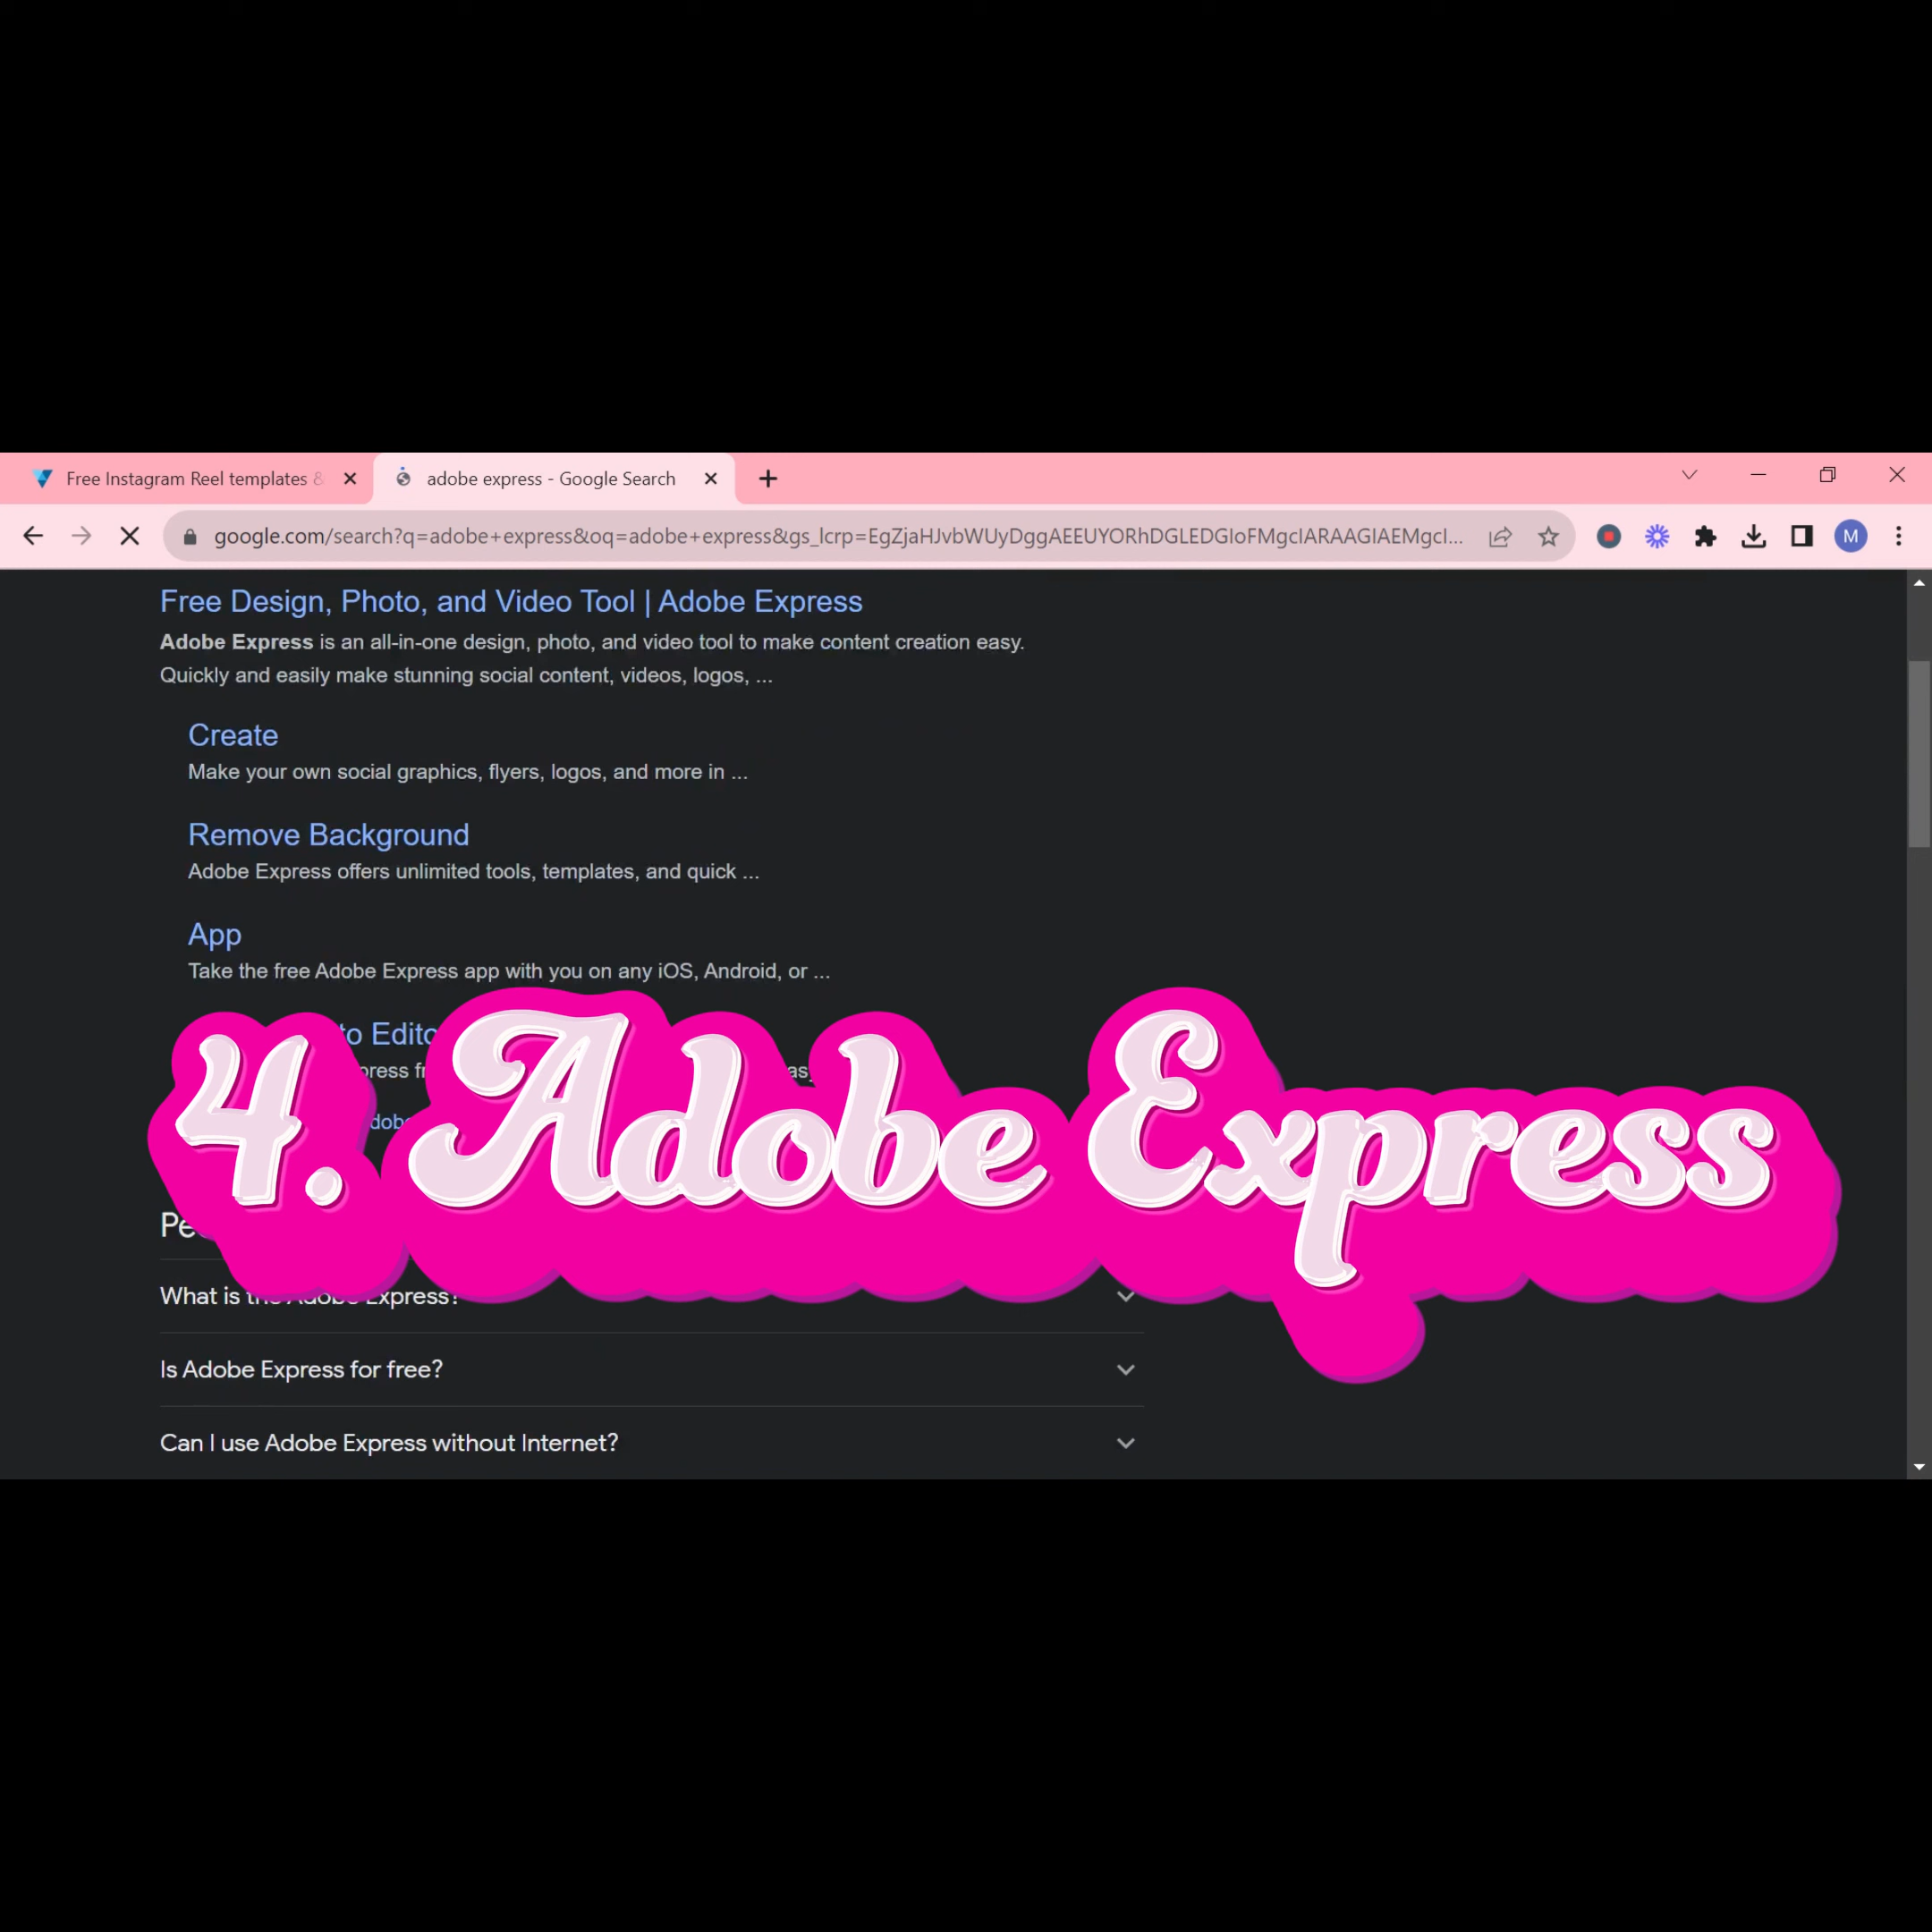 Free Instagram Reel templates &
adobe express - Google Search
google.com/search?q=adobe+express&oq=adobe+express&gs_lcrp=EgZjaHJvbWUyDggAEEUYORhDGLEDGIoFMgcIARAAGIAEMgcI...
M
Free Design, Photo, and Video Tool | Adobe Express
Adobe Express is an all-in-one design, photo, and video tool to make content creation easy.
Quickly and easily make stunning social content, videos, logos, ...
Create
Make your own social graphics, flyers, logos, and more in ...
Remove Background
Adobe Express offers unlimited tools, templates, and quick ...
App
Take the free Adobe Express app with you on any iOS, Android, or ...
4. Adobe Express
What is the Adobe Express?
Is Adobe Express for free?
Can I use Adobe Express without Internet?